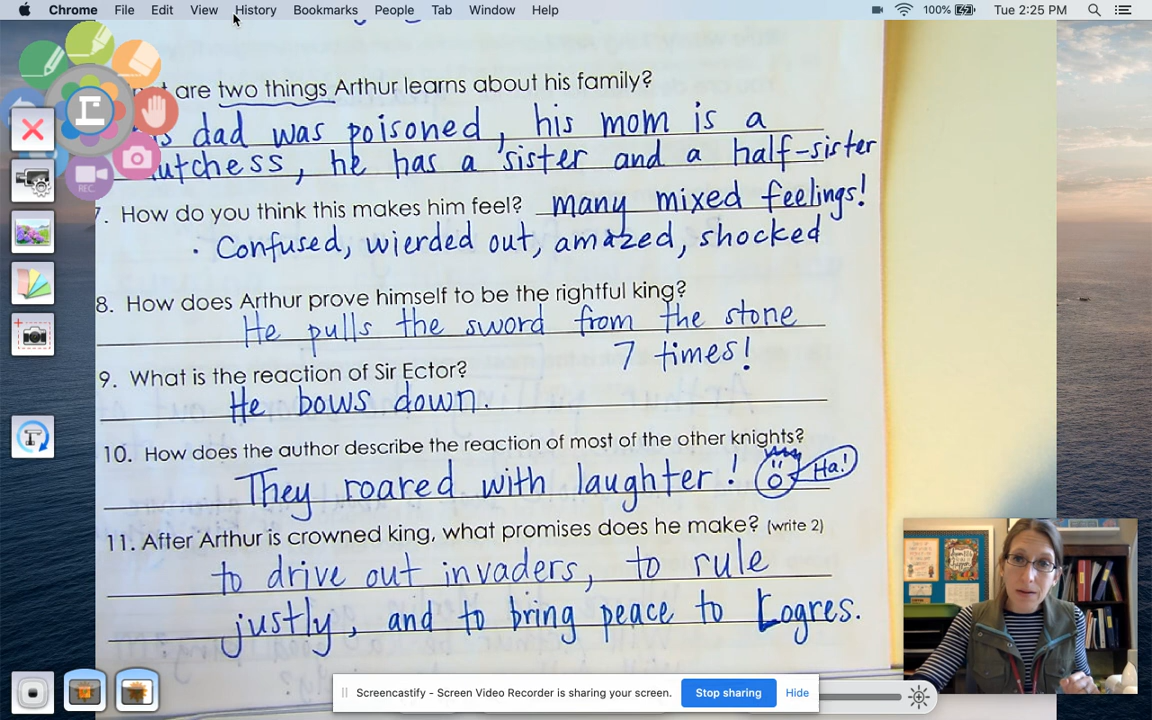 Chrome File Edit View History Bookmarks People Tab Window Help 100% Tue 2:25 PM
are two things Arthur learns about his family?
dad was poisoned, his mom is a
utchess, he has a sister and a half-sister
7. How do you think this makes him feel? many mixed feelings!
· Confused, wierded out, amazed, shocked
8. How does Arthur prove himself to be the rightful king?
He pulls the sword from the stone
7 times!
9. What is the reaction of Sir Ector?
He bows down.
10. How does the author describe the reaction of most of the other knights?
They roared with laughter! Ha!
11. After Arthur is crowned king, what promises does he make? (write 2)
to drive out invaders, to rule
justly, and to bring peace to Logres.
REC
Screencastify - Screen Video Recorder is sharing your screen. Stop sharing Hide